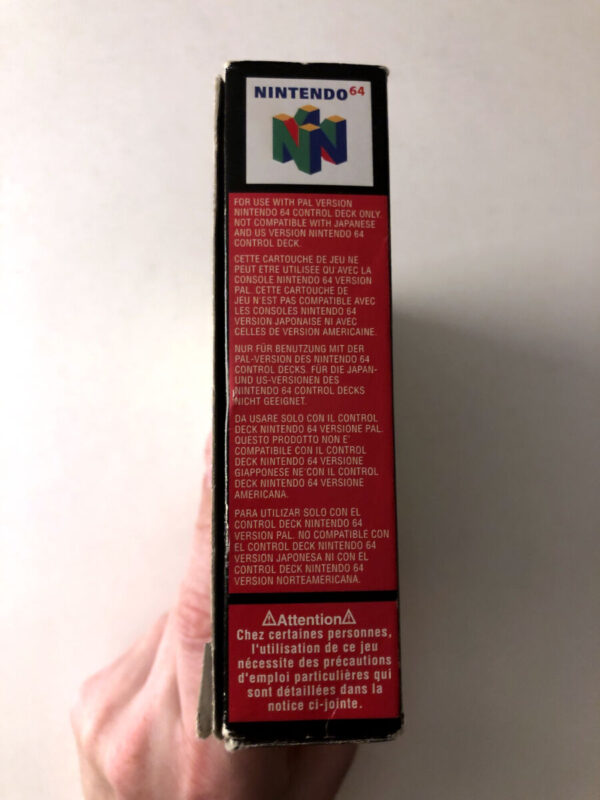 NINTENDO 64
FOR USE WITH PAL VERSION
NINTENDO 64 CONTROL DECK ONLY.
NOT COMPATIBLE WITH JAPANESE
AND US VERSION NINTENDO 64
CONTROL DECK.
CETTE CARTOUCHE DE JEU NE
PEUT ETRE UTILISEE QU'AVEC LA
CONSOLE NINTENDO 64 VERSION
PAL. CETTE CARTOUCHE DE
JEU N'EST PAS COMPATIBLE AVEC
LES CONSOLES NINTENDO 64
VERSION JAPONAISE NI AVEC
CELLES DE VERSION AMERICAINE.
NUR FÜR BENUTZUNG MIT DER
PAL-VERSION DES NINTENDO 64
CONTROL DECKS. FÜR DIE JAPAN-
UND US-VERSIONEN DES
NINTENDO 64 CONTROL DECKS
NICHT GEEIGNET.
DA USARE SOLO CON IL CONTROL
DECK NINTENDO 64 VERSIONE PAL.
QUESTO PRODOTTO NON E'
COMPATIBILE CON IL CONTROL
DECK NINTENDO 64 VERSIONE
GIAPPONESE NE'CON IL CONTROL
DECK NINTENDO 64 VERSIONE
AMERICANA.
PARA UTILIZAR SOLO CON EL
CONTROL DECK NINTENDO 64
VERSION PAL. NO COMPATIBLE CON
EL CONTROL DECK NINTENDO 64
VERSION JAPONESA NI CON EL
CONTROL DECK NINTENDO 64
VERSION NORTEAMERICANA.
⚠Attention⚠
Chez certaines personnes,
l'utilisation de ce jeu
nécessite des précautions
d'emploi particulières qui
sont détaillées dans la
notice ci-jointe.